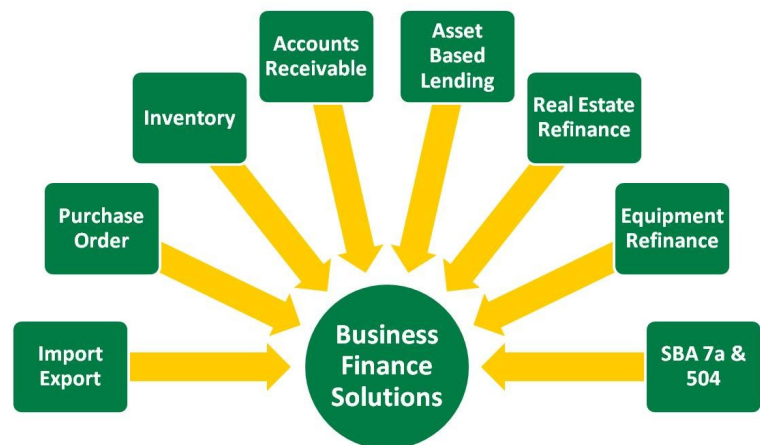 Import
Export
Purchase
Order
Inventory
Accounts
Receivable
Asset
Based
Lending
Real Estate
Refinance
Equipment
Refinance
SBA 7a &
504
Business
Finance
Solutions